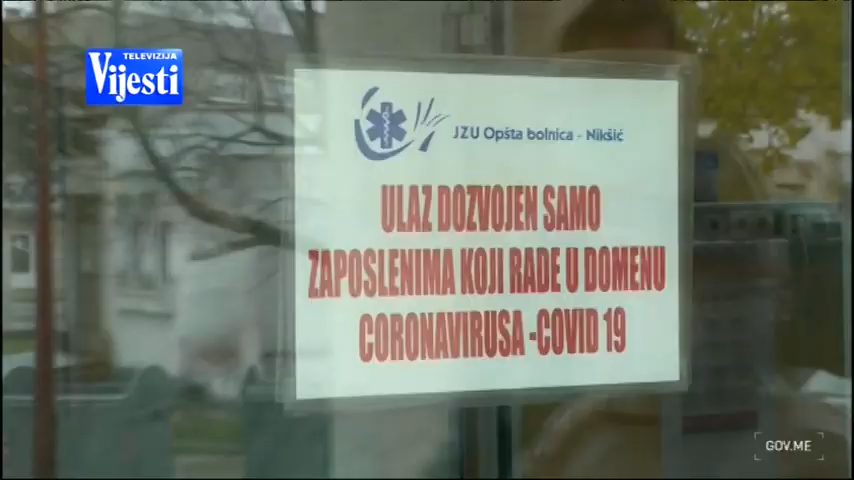 TELEVIZIJA
Vijesti
JZU Opšta bolnica - Nikšić
ULAZ DOZVOJEN SAMO
ZAPOSLENIMA KOJI RADE U DOMENU
CORONAVIRUSA -COVID 19
GOV.ME